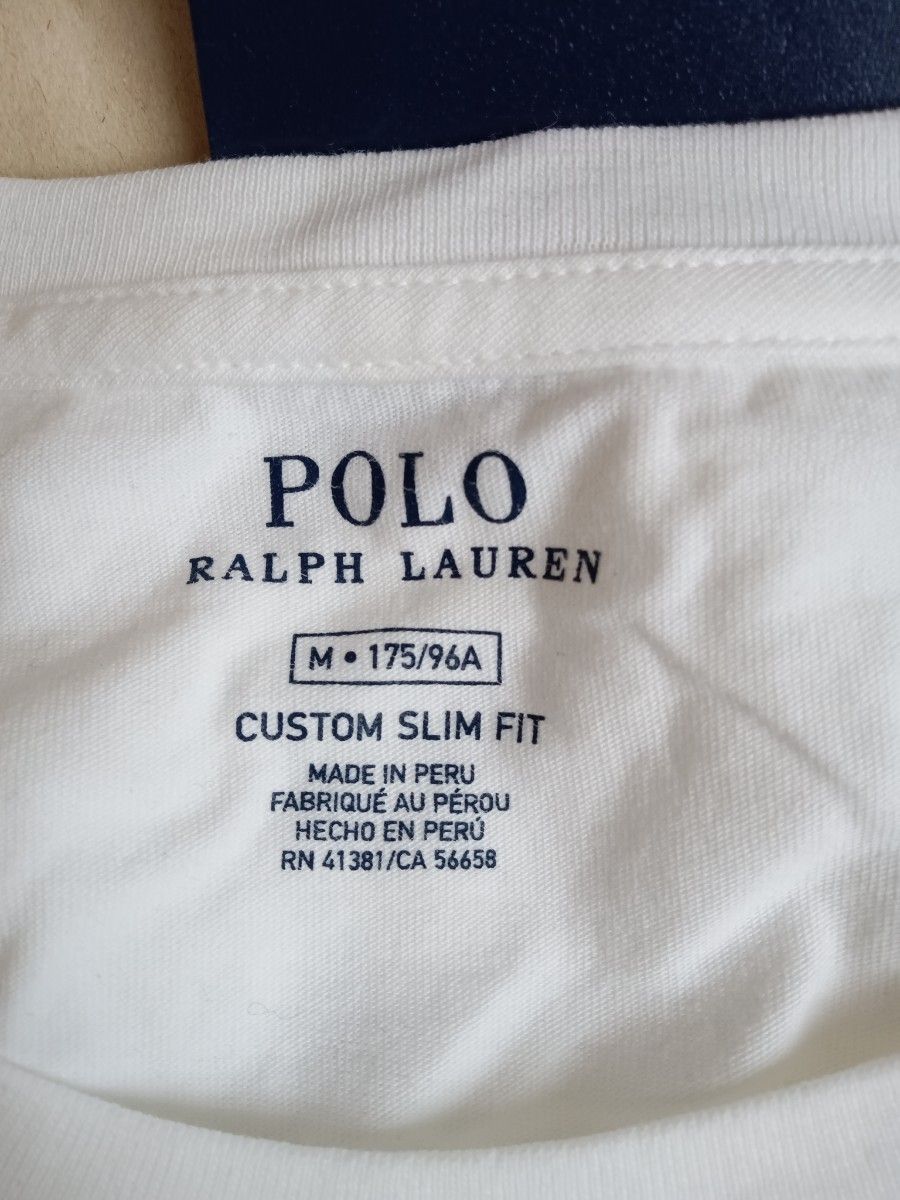 POLO
RALPH LAUREN
M • 175/96A
CUSTOM SLIM FIT
MADE IN PERU
FABRIQUÉ AU PÉROU
HECHO EN PERÚ
RN 41381/CA 56658